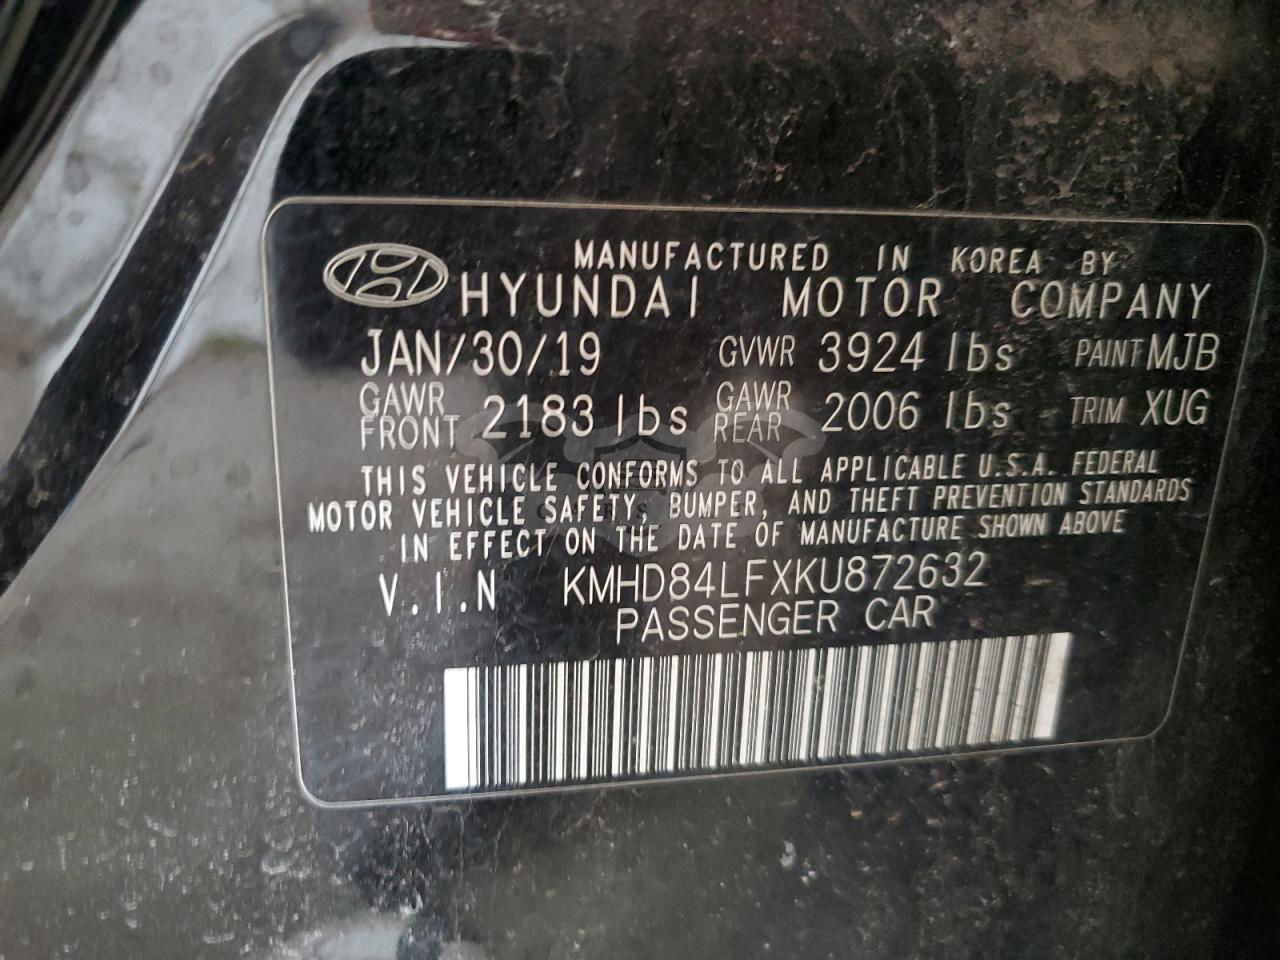 MANUFACTURED IN KOREA BY
HYUNDAI MOTOR COMPANY
JAN/30/19 GVWR 3924 lbs PAINT MJB
GAWR FRONT 2183 lbs GAWR REAR 2006 lbs TRIM XUG
THIS VEHICLE CONFORMS TO ALL APPLICABLE U.S.A. FEDERAL
MOTOR VEHICLE SAFETY, BUMPER, AND THEFT PREVENTION STANDARDS
IN EFFECT ON THE DATE OF MANUFACTURE SHOWN ABOVE
V.I.N KMHD84LFXKU872632
PASSENGER CAR